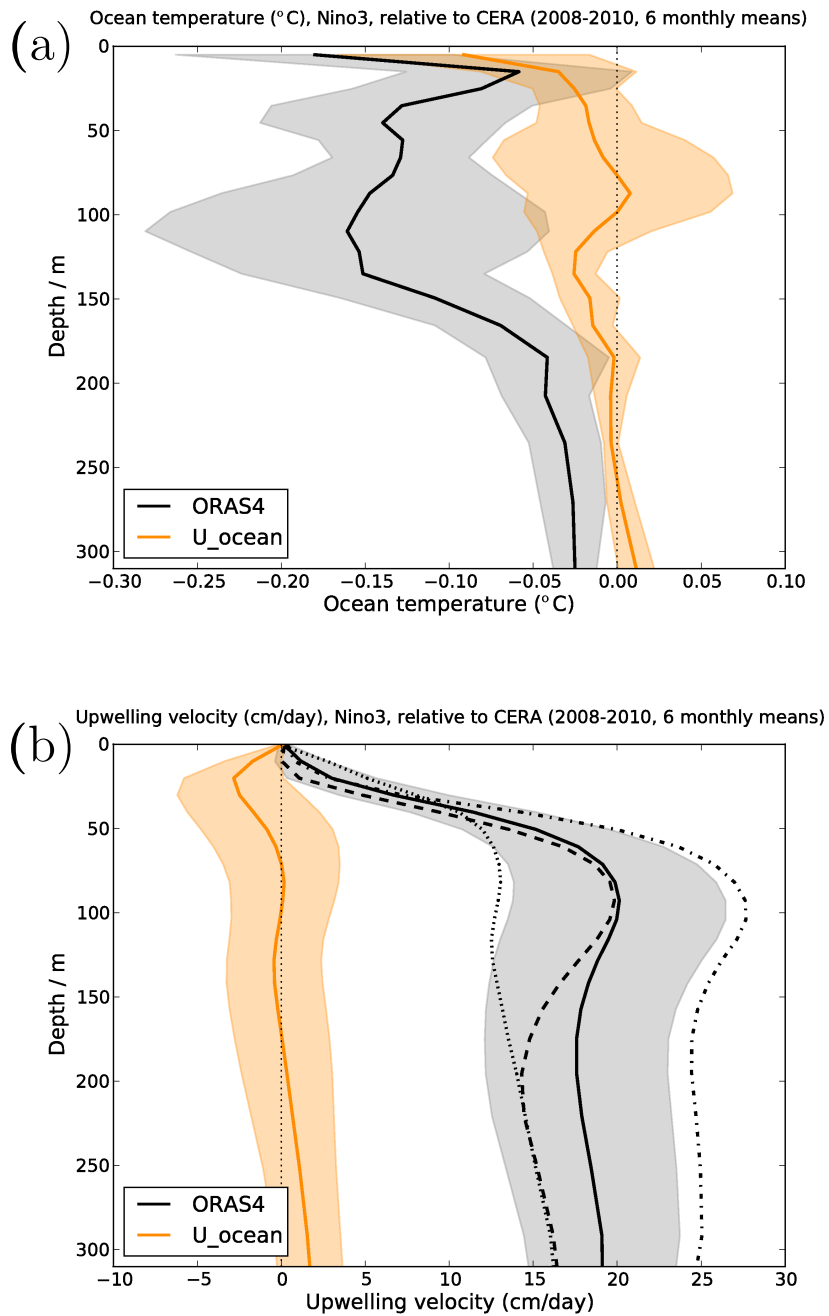 Ocean temperature (°C), Nino3, relative to CERA (2008-2010, 6 monthly means)
(a)
0
50
100
150
200
250
300
Depth / m
ORAS4
U_ocean
−0.30 −0.25 −0.20 −0.15 −0.10 −0.05 0.00 0.05 0.10
Ocean temperature (°C)
Upwelling velocity (cm/day), Nino3, relative to CERA (2008-2010, 6 monthly means)
(b)
0
50
100
150
200
250
300
Depth / m
ORAS4
U_ocean
−10 −5 0 5 10 15 20 25 30
Upwelling velocity (cm/day)